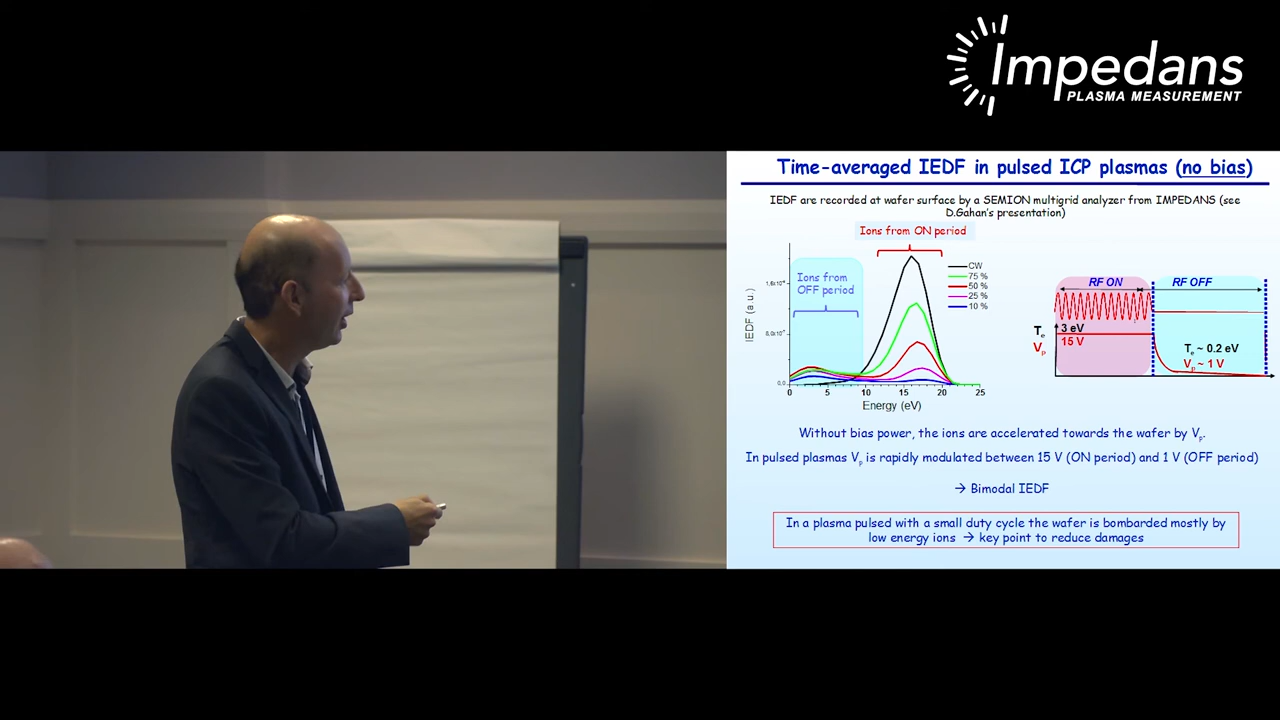 Impedans
PLASMA MEASUREMENT
Time-averaged IEDF in pulsed ICP plasmas (no bias)
IEDF are recorded at wafer surface by a SEMION multigrid analyzer from IMPEDANS (see
D.Gahan's presentation)
Ions from ON period
Ions from
OFF period
IEDF (a.u.)
8,0x10⁻⁷
0,0
0 5 10 15 20 25
Energy (eV)
CW
75 %
50 %
25 %
10 %
RF ON
RF OFF
Te
3 eV
Vp
15 V
Te ~ 0.2 eV
Vp ~ 1 V
Without bias power, the ions are accelerated towards the wafer by Vp.
In pulsed plasmas Vp is rapidly modulated between 15 V (ON period) and 1 V (OFF period)
→ Bimodal IEDF
In a plasma pulsed with a small duty cycle the wafer is bombarded mostly by
low energy ions → key point to reduce damages